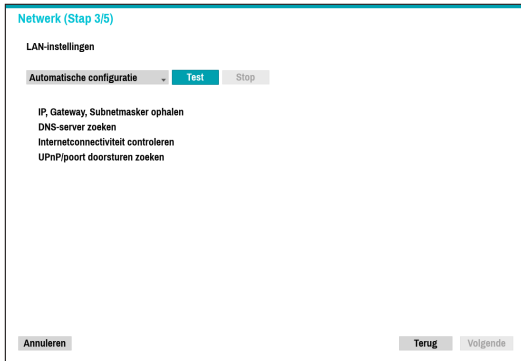 Netwerk (Stap 3/5)
LAN-instellingen
Automatische configuratie Test Stop
IP, Gateway, Subnetmasker ophalen
DNS-server zoeken
Internetconnectiviteit controleren
UPnP/poort doorsturen zoeken
Annuleren Terug Volgende